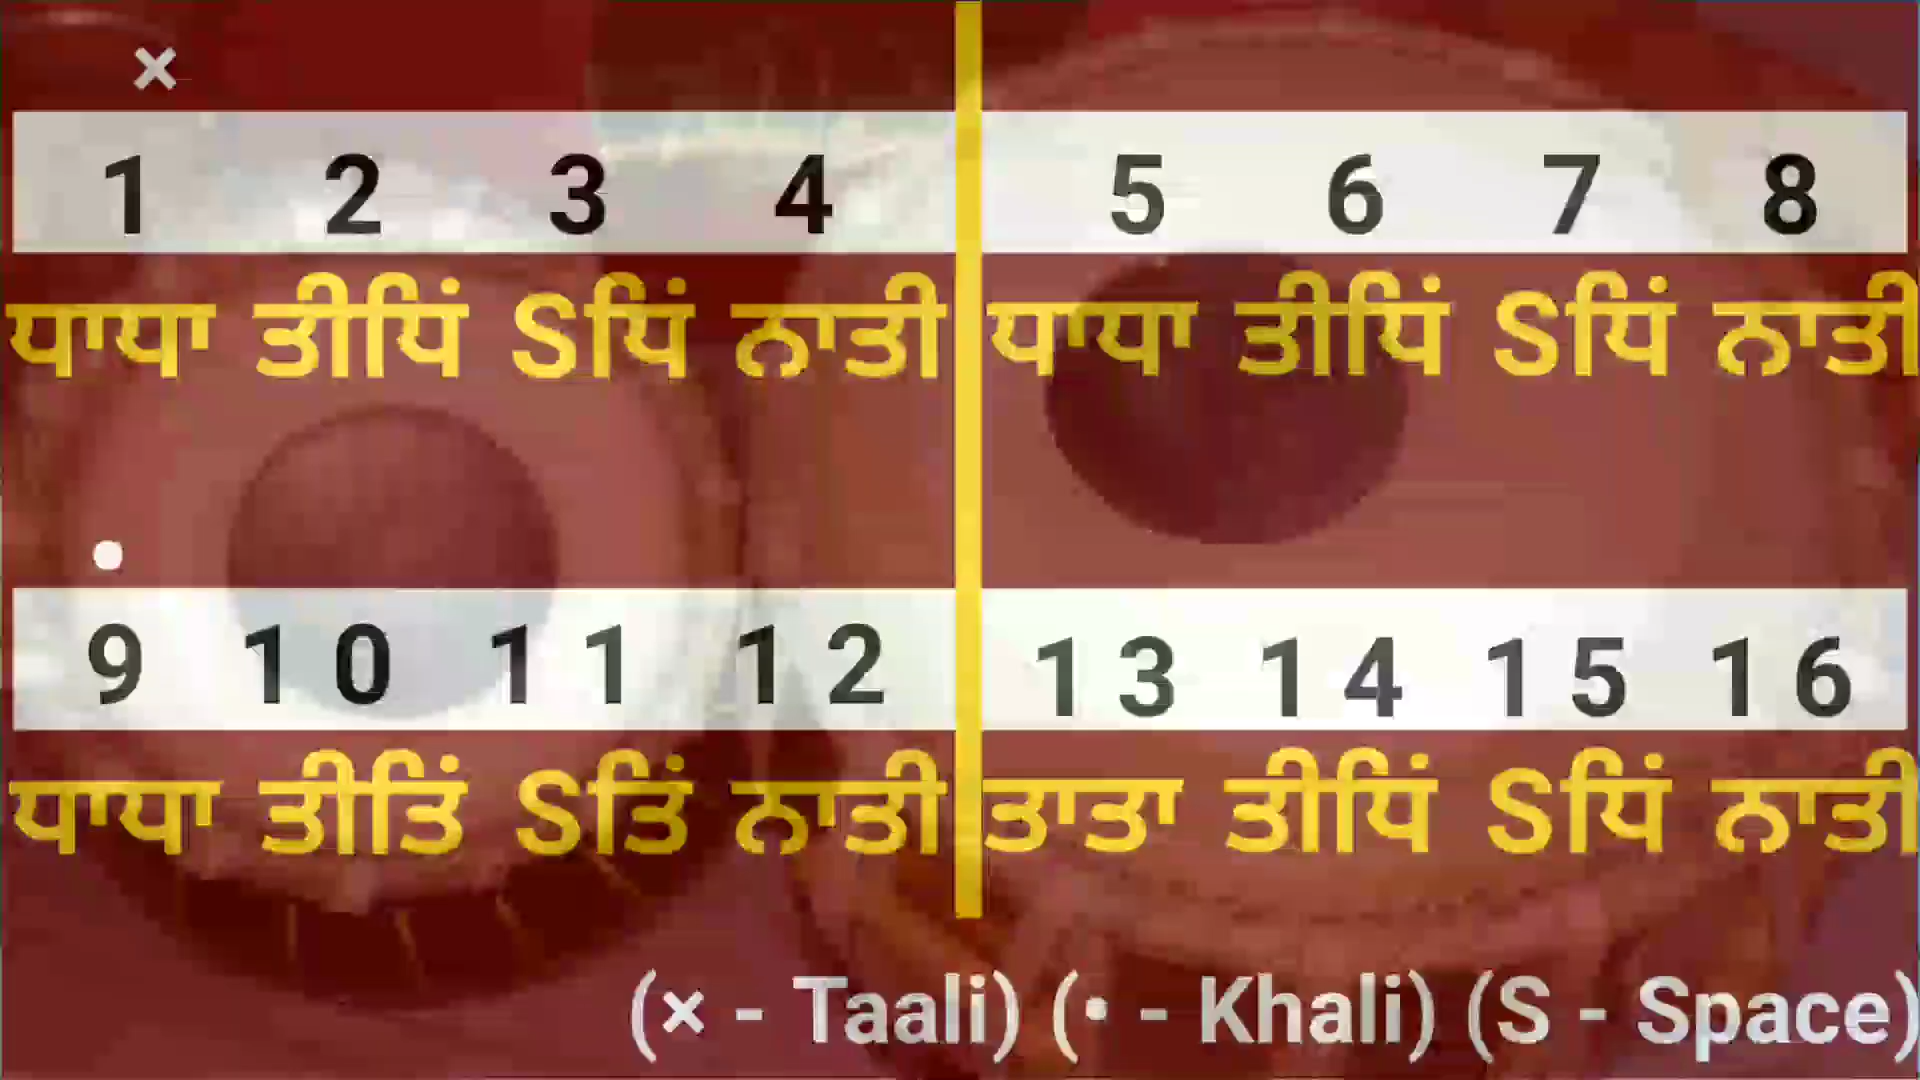 ×
1 2 3 4 5 6 7 8
ਧਾਧਾ ਤੀਧਿੰ Sਧਿੰ ਨਾਤੀ ਧਾਧਾ ਤੀਧਿੰ Sਧਿੰ ਨਾਤੀ
•
9 10 11 12 13 14 15 16
ਧਾਧਾ ਤੀਤਿੰ Sਤਿੰ ਨਾਤੀ ਤਾਤਾ ਤੀਧਿੰ Sਧਿੰ ਨਾਤੀ
(× - Taali) (• - Khali) (S - Space)